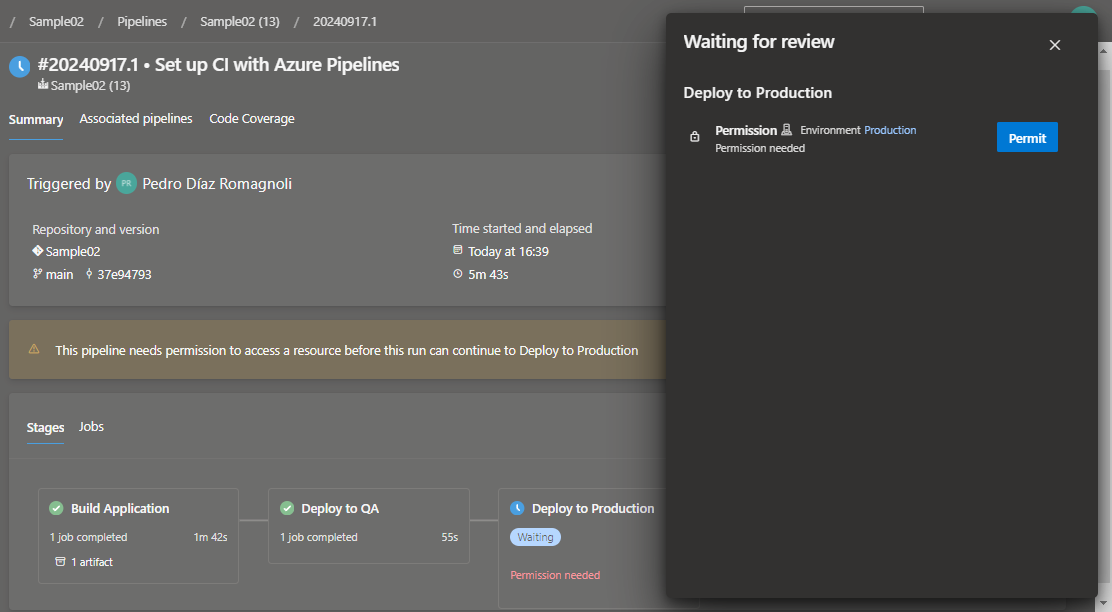 / Sample02 / Pipelines / Sample02 (13) / 20240917.1
#20240917.1 • Set up CI with Azure Pipelines
Sample02 (13)
Summary Associated pipelines Code Coverage
Triggered by PR Pedro Díaz Romagnoli
Repository and version
Sample02
main 37e94793
Time started and elapsed
Today at 16:39
5m 43s
This pipeline needs permission to access a resource before this run can continue to Deploy to Production
Stages Jobs
Build Application
1 job completed 1m 42s
1 artifact
Deploy to QA
1 job completed 55s
Deploy to Production
Waiting
Permission needed
Waiting for review
Deploy to Production
Permission Environment Production
Permission needed
Permit